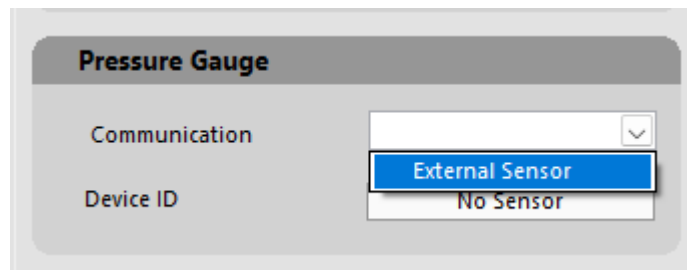 Pressure Gauge
Communication
External Sensor
Device ID
No Sensor